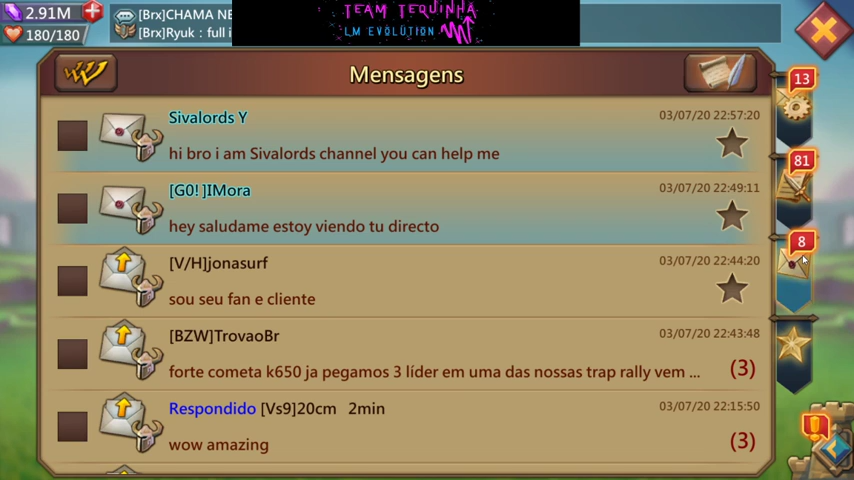 2.91M
[Brx]CHAMA NE
180/180
[Brx]Ryuk : full i
TEAM TEQUINHA
LM EVOLUTION
Mensagens
13
81
8
Sivalords Y
03/07/20 22:57:20
hi bro i am Sivalords channel you can help me
[G0!]IMora
03/07/20 22:49:11
hey saludame estoy viendo tu directo
[V/H]jonasurf
03/07/20 22:44:20
sou seu fan e cliente
[BZW]TrovaoBr
03/07/20 22:43:48
forte cometa k650 ja pegamos 3 líder em uma das nossas trap rally vem ...
(3)
Respondido [Vs9]20cm 2min
03/07/20 22:15:50
wow amazing
(3)